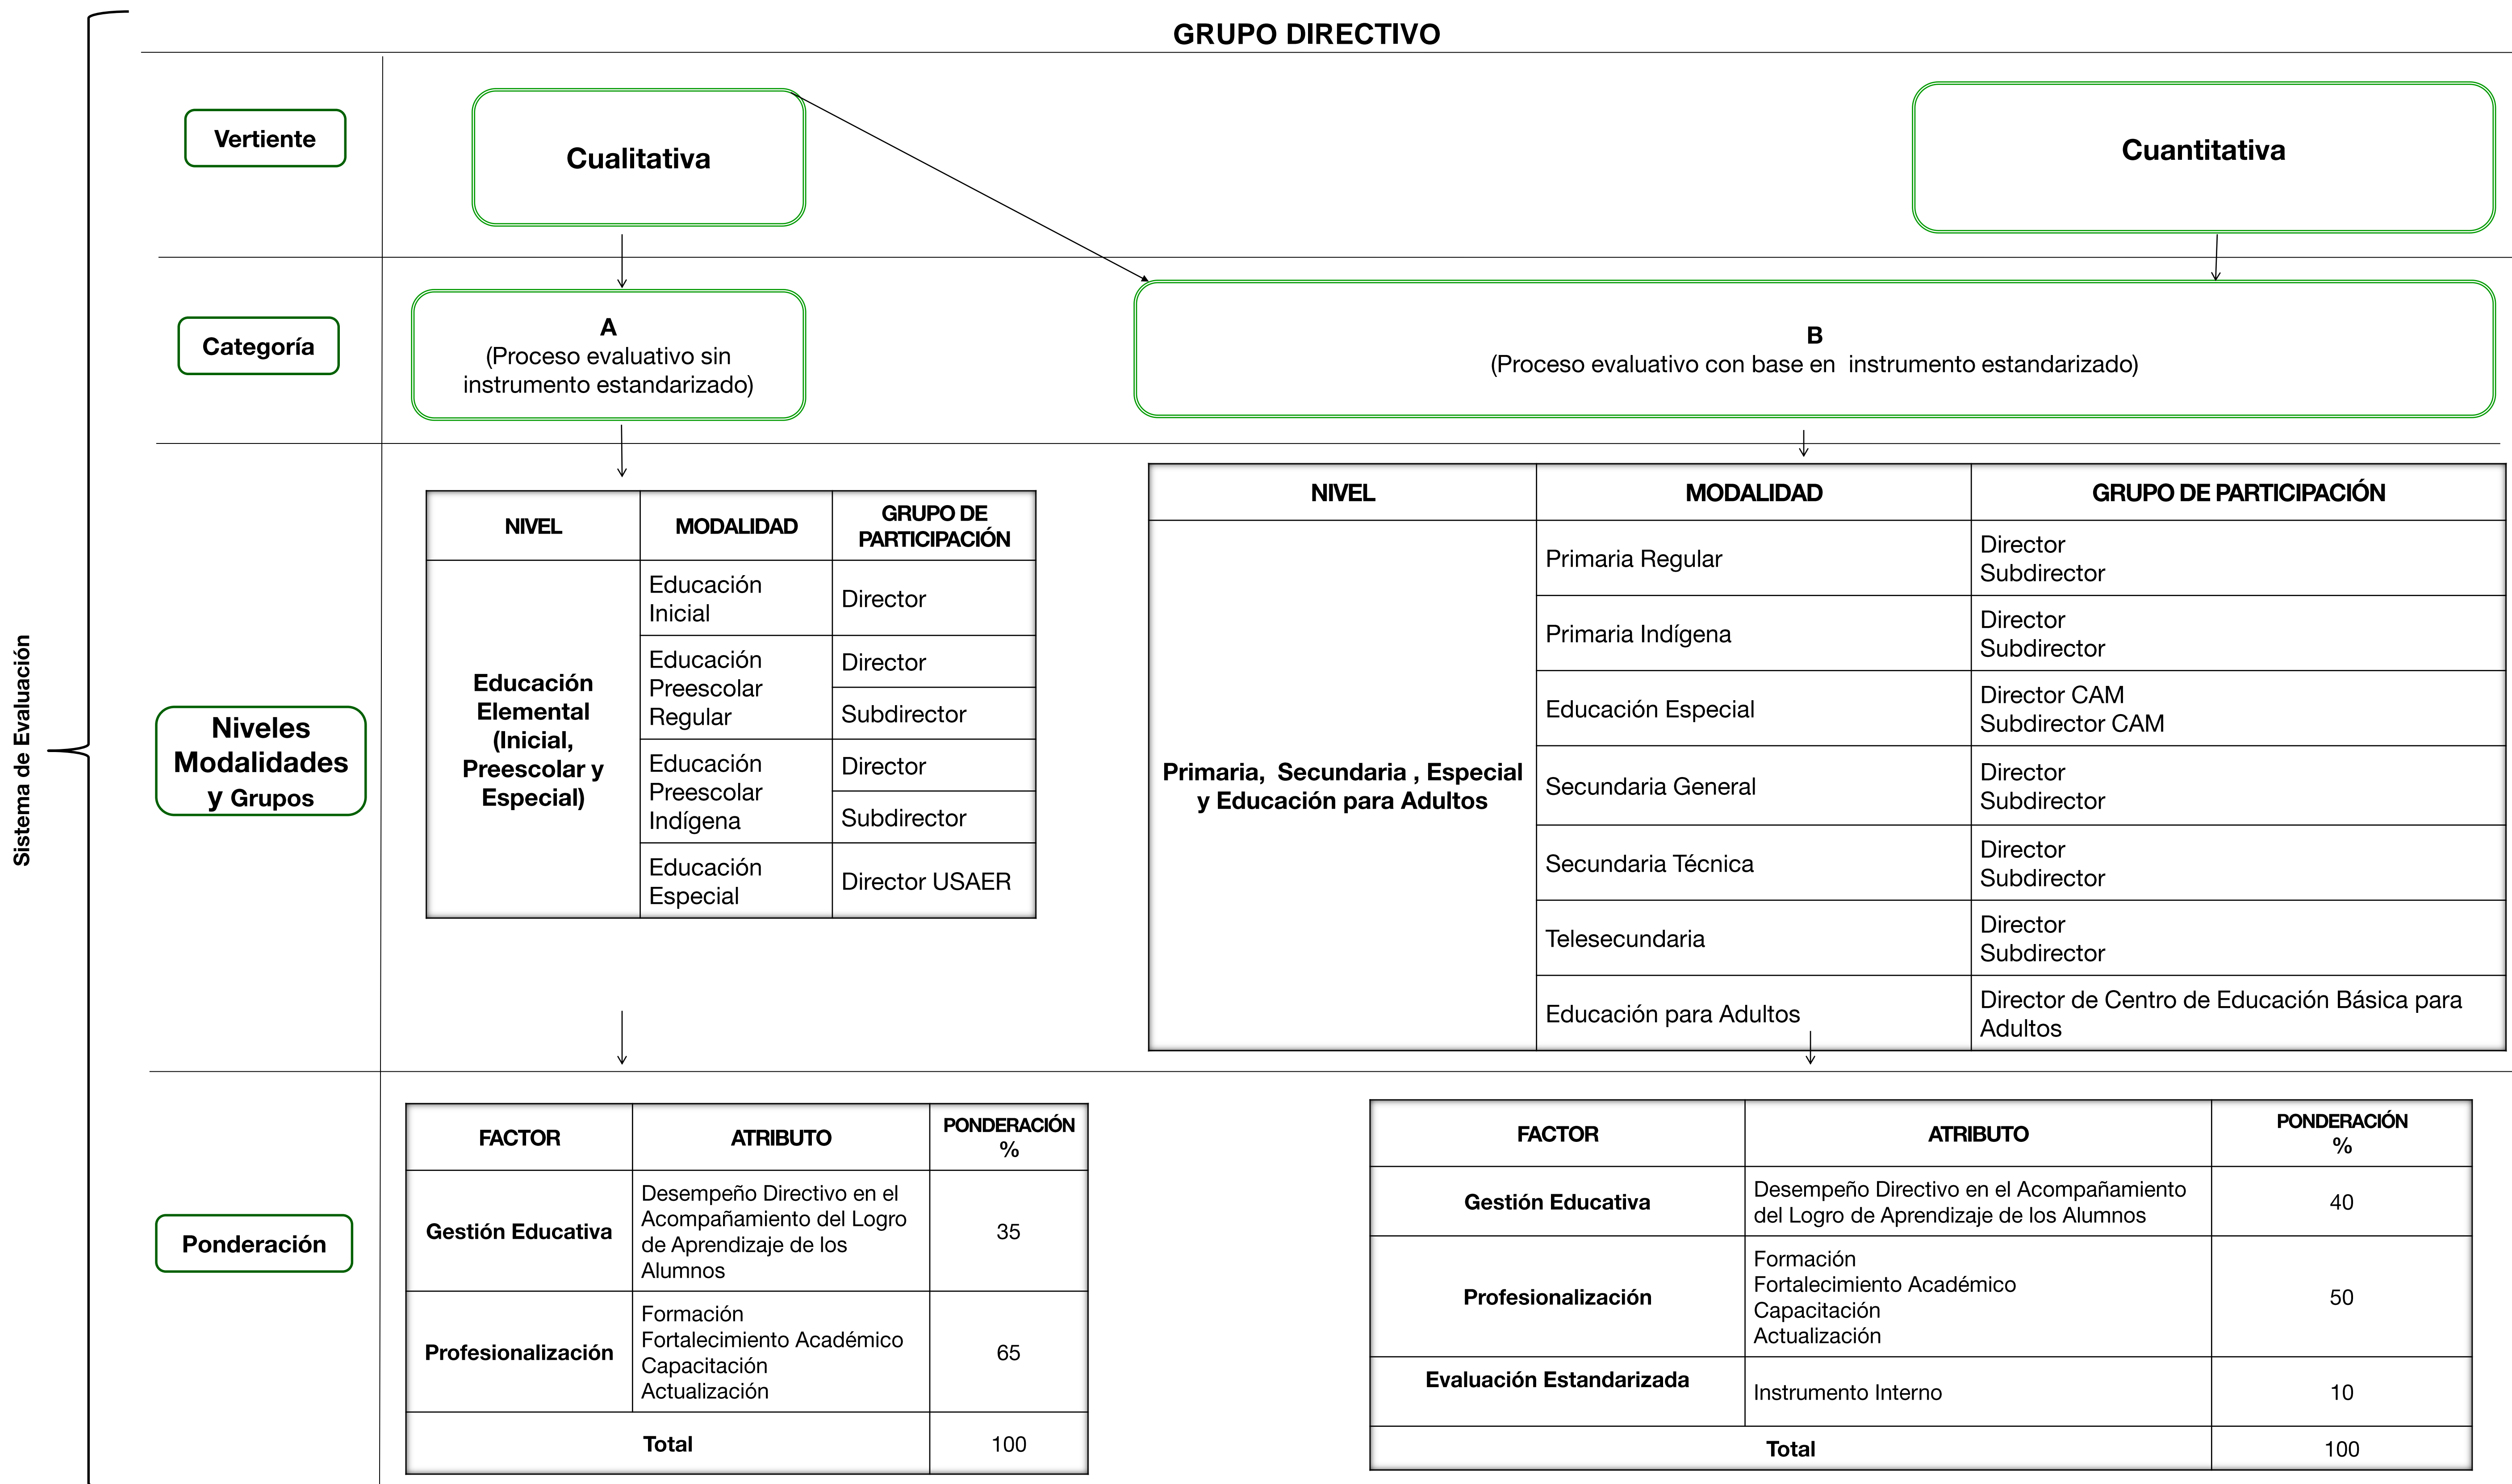 GRUPO DIRECTIVO
Sistema de Evaluación
Vertiente
Cualitativa
Cuantitativa
Categoría
A
(Proceso evaluativo sin
instrumento estandarizado)
B
(Proceso evaluativo con base en  instrumento estandarizado)
Niveles
Modalidades
y Grupos
NIVEL
MODALIDAD
GRUPO DE
PARTICIPACIÓN
Educación
Elemental
(Inicial,
Preescolar y
Especial)
Educación
Inicial
Director
Educación
Preescolar
Regular
Director
Subdirector
Educación
Preescolar
Indígena
Director
Subdirector
Educación
Especial
Director USAER
NIVEL
MODALIDAD
GRUPO DE PARTICIPACIÓN
Primaria,  Secundaria , Especial
y Educación para Adultos
Primaria Regular
Director
Subdirector
Primaria Indígena
Director
Subdirector
Educación Especial
Director CAM
Subdirector CAM
Secundaria General
Director
Subdirector
Secundaria Técnica
Director
Subdirector
Telesecundaria
Director
Subdirector
Educación para Adultos
Director de Centro de Educación Básica para
Adultos
Ponderación
FACTOR
ATRIBUTO
PONDERACIÓN
%
Gestión Educativa
Desempeño Directivo en el
Acompañamiento del Logro
de Aprendizaje de los
Alumnos
35
Profesionalización
Formación
Fortalecimiento Académico
Capacitación
Actualización
65
Total
100
FACTOR
ATRIBUTO
PONDERACIÓN
%
Gestión Educativa
Desempeño Directivo en el Acompañamiento
del Logro de Aprendizaje de los Alumnos
40
Profesionalización
Formación
Fortalecimiento Académico
Capacitación
Actualización
50
Evaluación Estandarizada
Instrumento Interno
10
Total
100